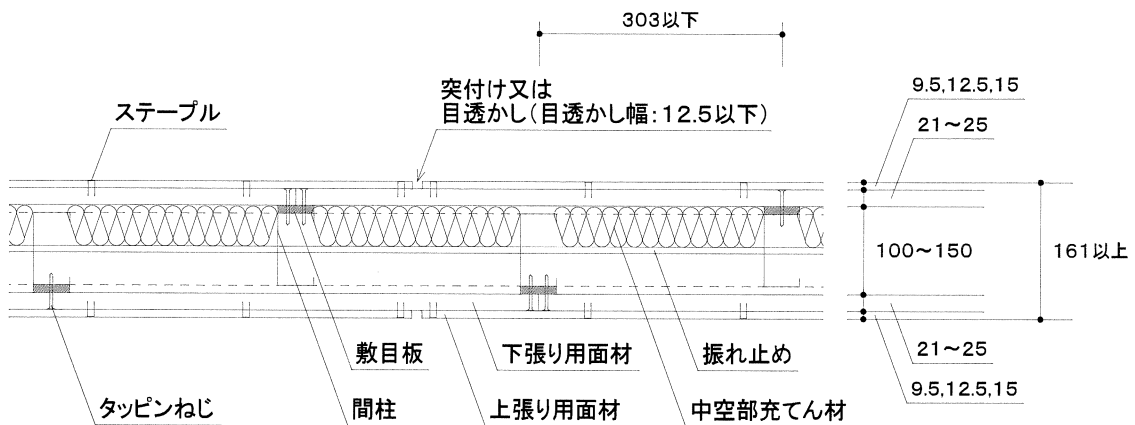 303以下
突付け又は
目透かし(目透かし幅:12.5以下)
ステープル
9.5,12.5,15
21〜25
100〜150
161以上
敷目板
下張り用面材
振れ止め
21〜25
9.5,12.5,15
タッピンねじ
間柱
上張り用面材
中空部充てん材